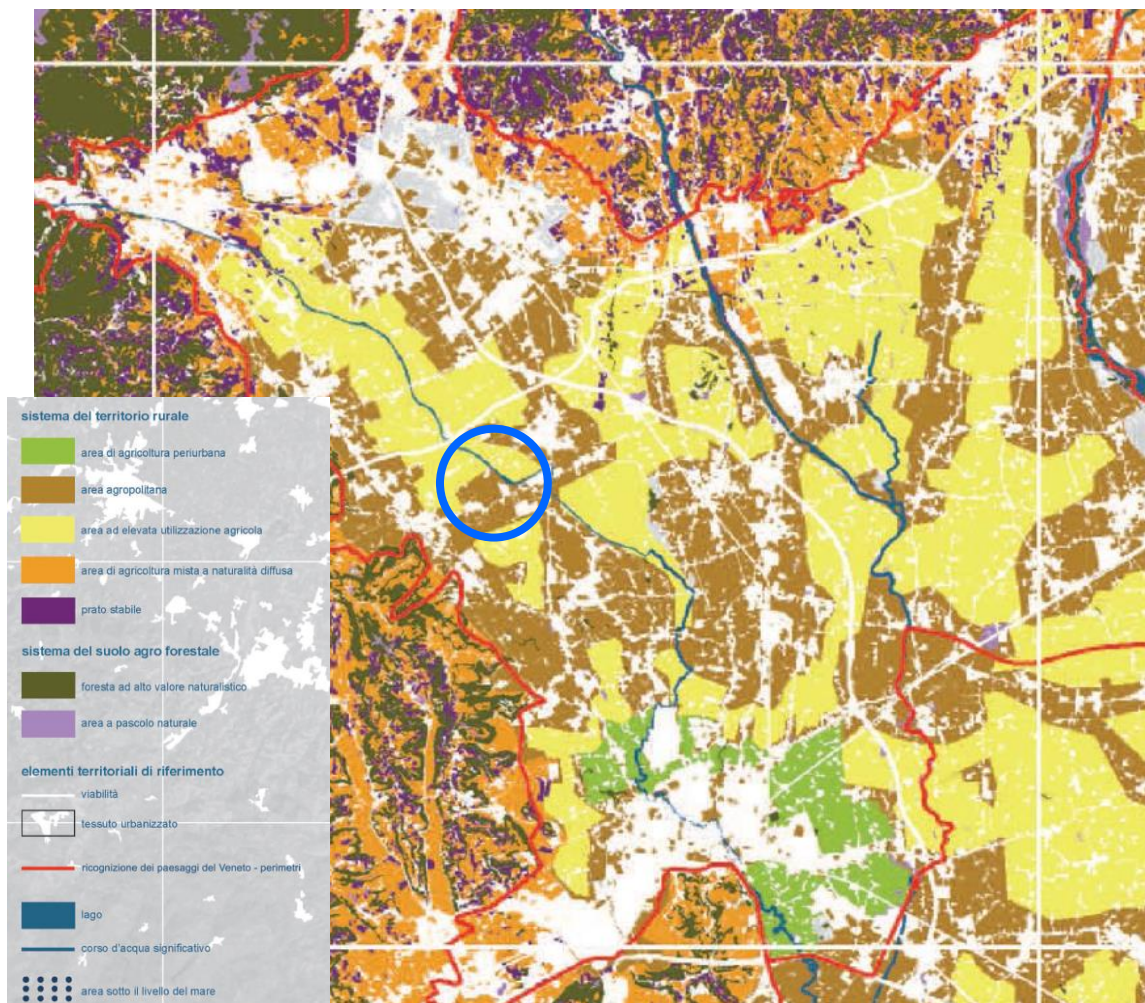 sistema del territorio rurale
area di agricoltura periurbana
area agropolitana
area ad elevata utilizzazione agricola
area di agricoltura mista a naturalità diffusa
prato stabile
sistema del suolo agro forestale
foresta ad alto valore naturalistico
area a pascolo naturale
elementi territoriali di riferimento
viabilità
tessuto urbanizzato
ricognizione dei paesaggi del Veneto - perimetri
lago
corso d'acqua significativo
area sotto il livello del mare